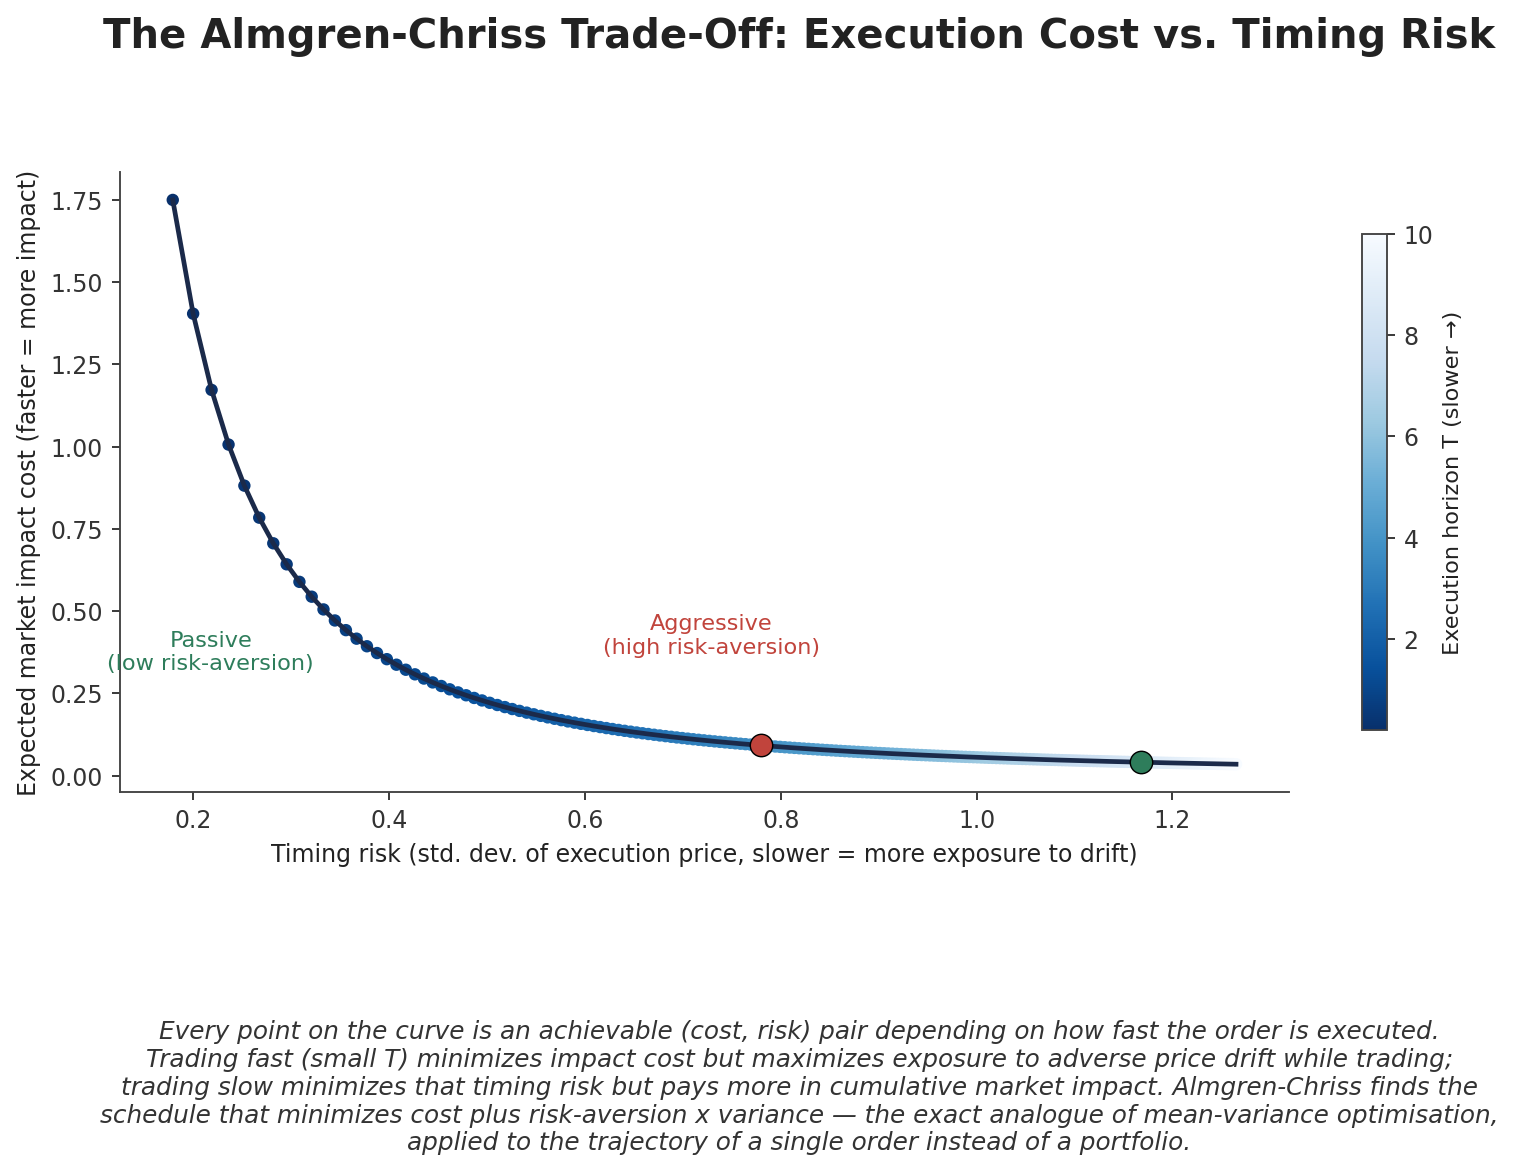 The Almgren-Chriss Trade-Off: Execution Cost vs. Timing Risk
Expected market impact cost (faster = more impact)
1.75
1.50
1.25
1.00
0.75
0.50
0.25
0.00
Passive
(low risk-aversion)
Aggressive
(high risk-aversion)
0.2
0.4
0.6
0.8
1.0
1.2
Timing risk (std. dev. of execution price, slower = more exposure to drift)
10
8
6
4
2
Execution horizon T (slower →)
Every point on the curve is an achievable (cost, risk) pair depending on how fast the order is executed.
Trading fast (small T) minimizes impact cost but maximizes exposure to adverse price drift while trading;
trading slow minimizes that timing risk but pays more in cumulative market impact. Almgren-Chriss finds the
schedule that minimizes cost plus risk-aversion x variance — the exact analogue of mean-variance optimisation,
applied to the trajectory of a single order instead of a portfolio.